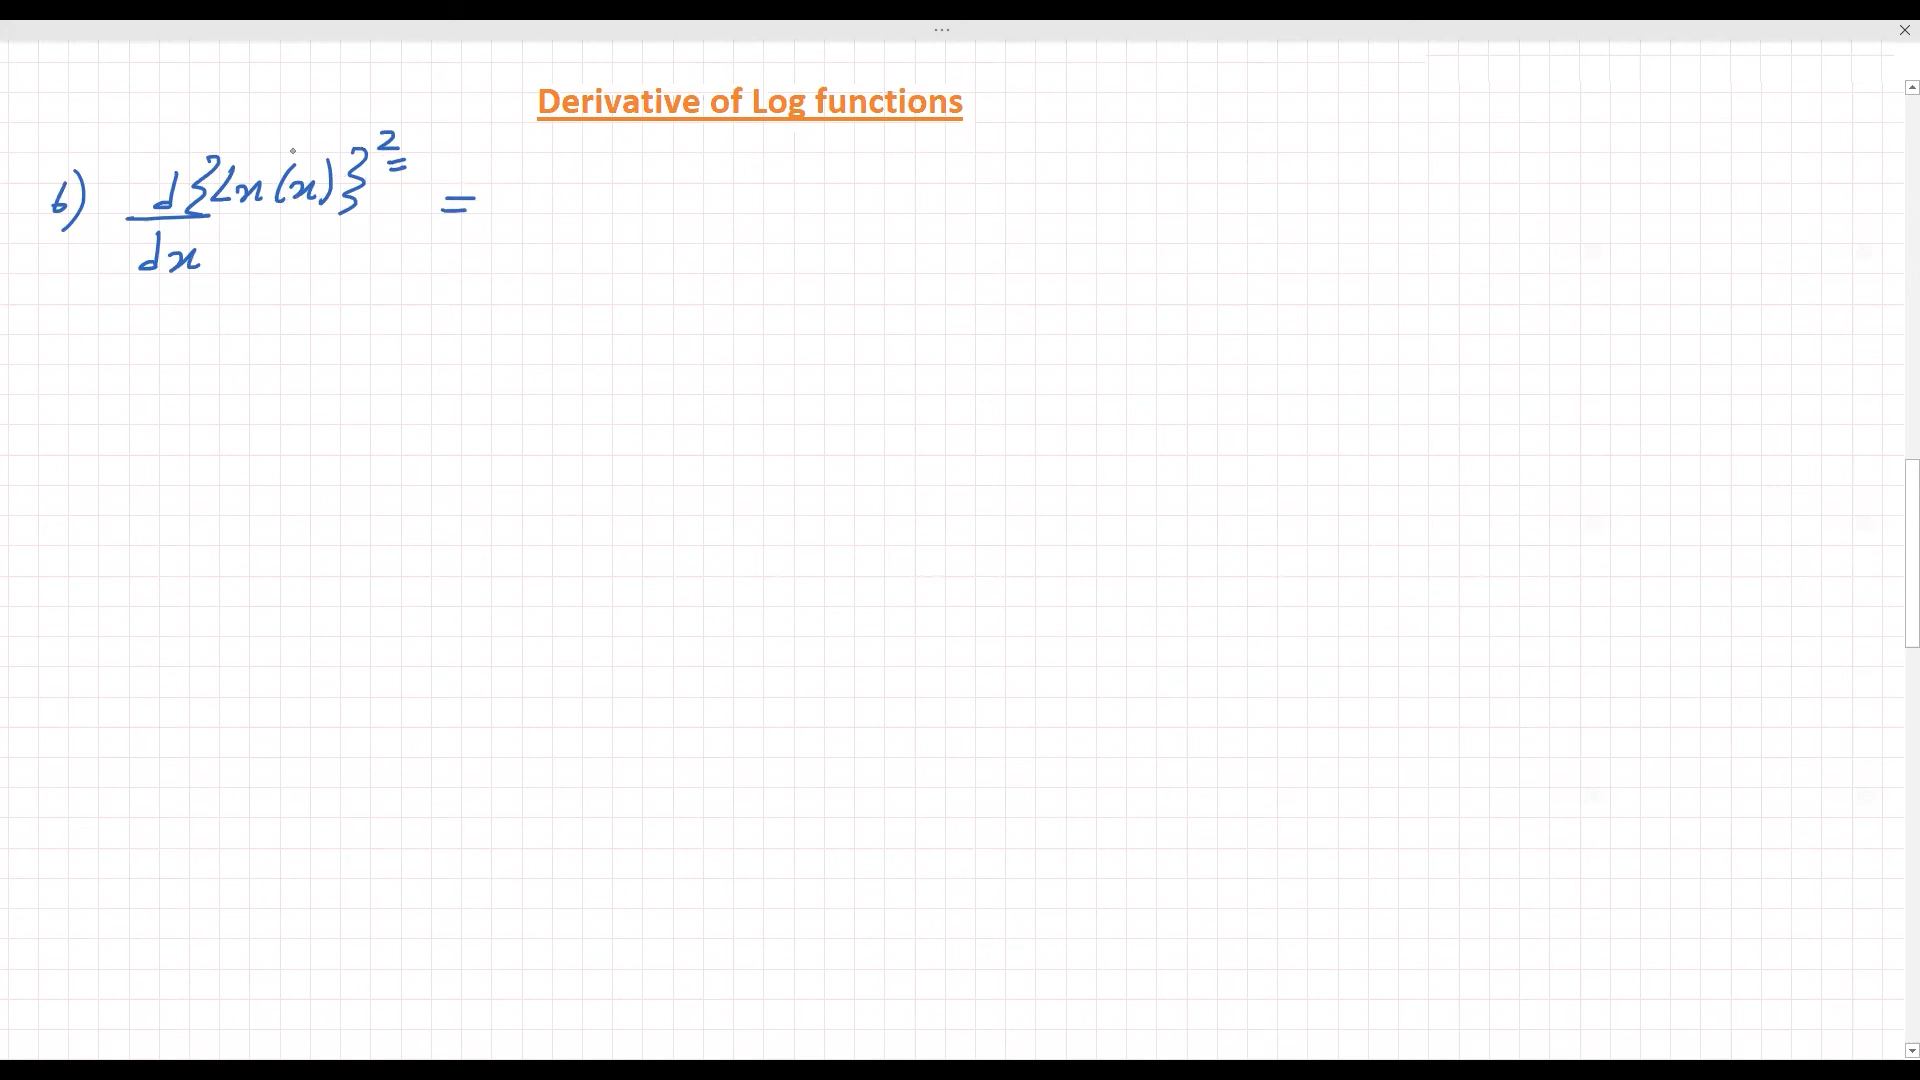 Derivative of Log functions
b) d{Ln(x)}² =
dx